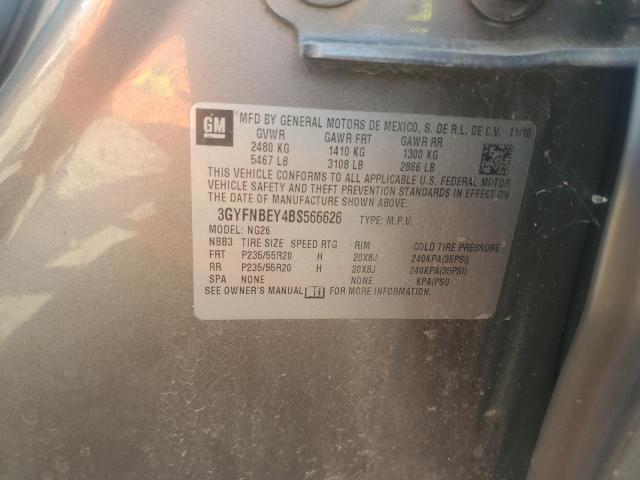 GM
MFD BY GENERAL MOTORS DE MEXICO, S. DE R.L. DE C.V. 11/10
GVWR GAWR FRT GAWR RR
2480 KG 1410 KG 1300 KG
5467 LB 3108 LB 2866 LB
THIS VEHICLE CONFORMS TO ALL APPLICABLE U.S. FEDERAL MOTOR
VEHICLE SAFETY AND THEFT PREVENTION STANDARDS IN EFFECT ON
THE DATE OF MANUFACTURE SHOWN ABOVE.
3GYFNBEY4BS566626 TYPE: M.P.V.
MODEL: NG26
NBB3 TIRE SIZE SPEED RTG RIM COLD TIRE PRESSURE
FRT P235/55R20 H 20X8J 240KPA(35PSI)
RR P235/55R20 H 20X8J 240KPA(35PSI)
SPA NONE NONE KPA(PSI)
SEE OWNER'S MANUAL FOR MORE INFORMATION.